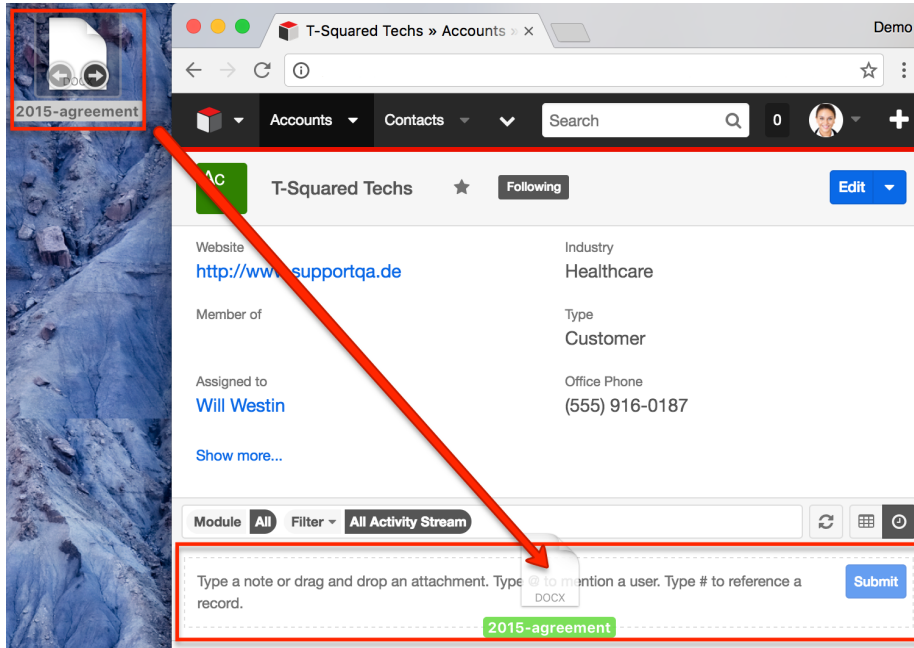 DOCX
2015-agreement
T-Squared Techs » Accounts »
Demo
Accounts
Contacts
Search
0
Ac
T-Squared Techs
Following
Edit
Website
Industry
http://www.supportqa.de
Healthcare
Member of
Type
Customer
Assigned to
Office Phone
Will Westin
(555) 916-0187
Show more...
Module All Filter All Activity Stream
Type a note or drag and drop an attachment. Type @ to mention a user. Type # to reference a
record.
Submit
DOCX
2015-agreement